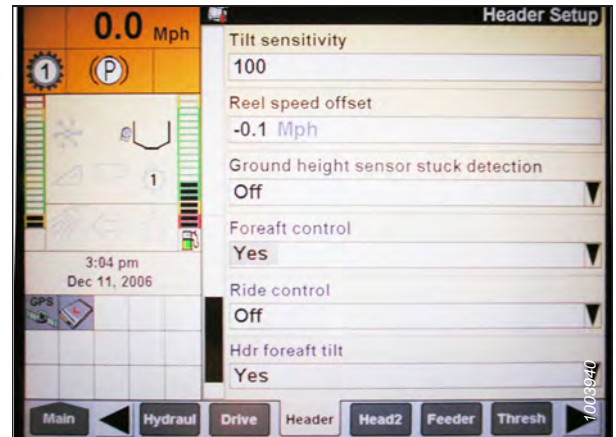 0.0 Mph
Header Setup
1
(P)
Tilt sensitivity
100
Reel speed offset
-0.1 Mph
Ground height sensor stuck detection
Off
1
Foreaft control
Yes
3:04 pm
Dec 11, 2006
GPS
Ride control
Off
Hdr foreaft tilt
Yes
1003940
Main
Hydraul
Drive
Header
Head2
Feeder
Thresh